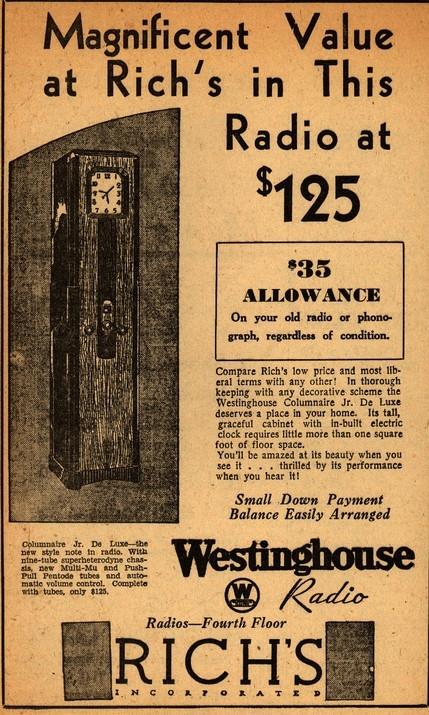 Magnificent Value
at Rich's in This
Radio at
$125
$35
ALLOWANCE
On your old radio or phono-
graph, regardless of condition.
Compare Rich's low price and most lib-
eral terms with any other! In thorough
keeping with any decorative scheme the
Westinghouse Columnaire Jr. De Luxe
deserves a place in your home. Its tall,
graceful cabinet with in-built electric
clock requires little more than one square
foot of floor space.
You'll be amazed at its beauty when you
see it . . . thrilled by its performance
when you hear it!
Small Down Payment
Balance Easily Arranged
Columnaire Jr. De Luxe—the
new style note in radio. With
nine-tube superheterodyne chas-
sis, new Multi-Mu and Push-
Pull Pentode tubes and auto-
matic volume control. Complete
with tubes, only $125.
Westinghouse
W
Radio
Radios—Fourth Floor
RICH'S
INCORPORATED